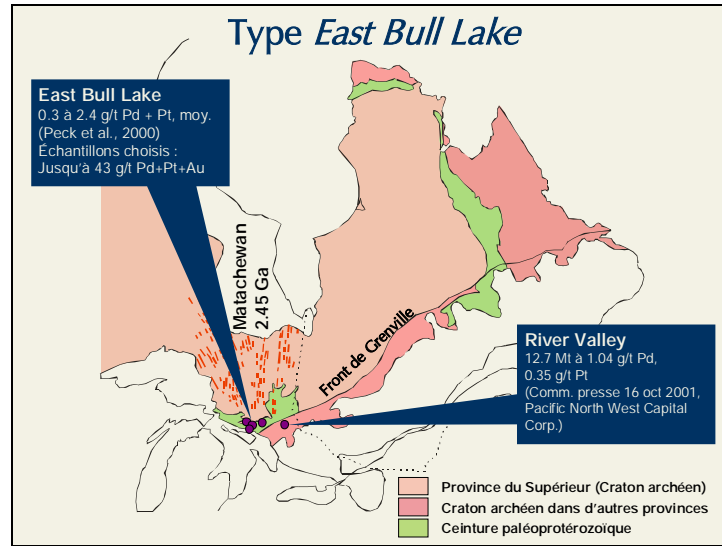 Type East Bull Lake
East Bull Lake
0.3 à 2.4 g/t Pd + Pt, moy.
(Peck et al., 2000)
Échantillons choisis :
Jusqu'à 43 g/t Pd+Pt+Au
Matachewan
2.45 Ga
Front de Grenville
River Valley
12.7 Mt à 1.04 g/t Pd,
0.35 g/t Pt
(Comm. presse 16 oct 2001,
Pacific North West Capital
Corp.)
Province du Supérieur (Craton archéen)
Craton archéen dans d'autres provinces
Ceinture paléoprotérozoïque